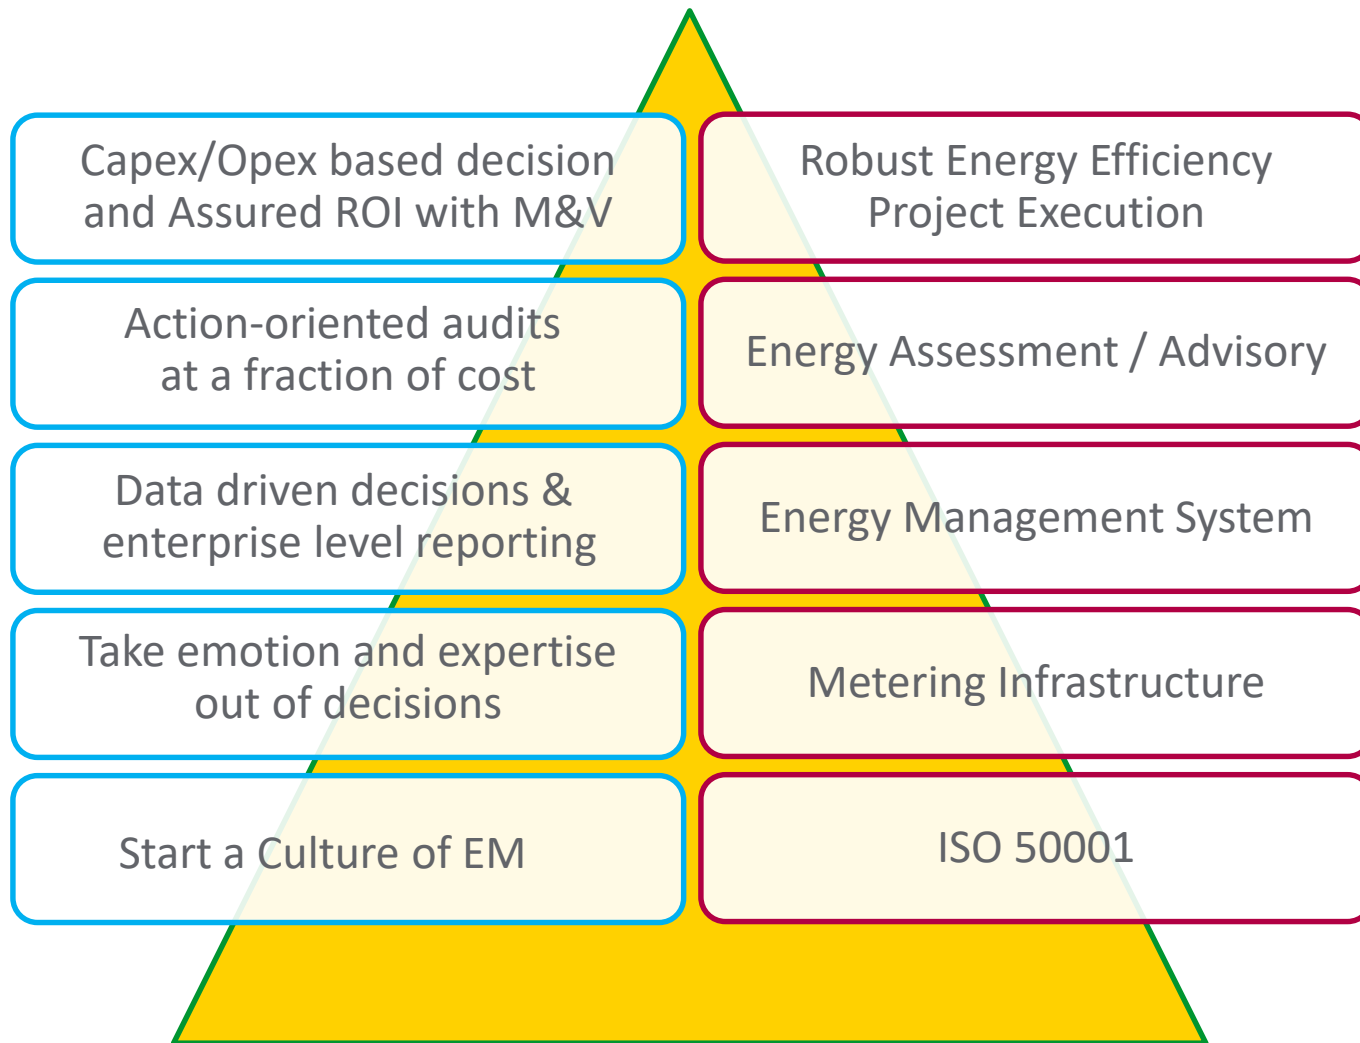 Capex/Opex based decision
and Assured ROI with M&V
Robust Energy Efficiency
Project Execution
Action-oriented audits
at a fraction of cost
Energy Assessment / Advisory
Data driven decisions &
enterprise level reporting
Energy Management System
Take emotion and expertise
out of decisions
Metering Infrastructure
Start a Culture of EM
ISO 50001